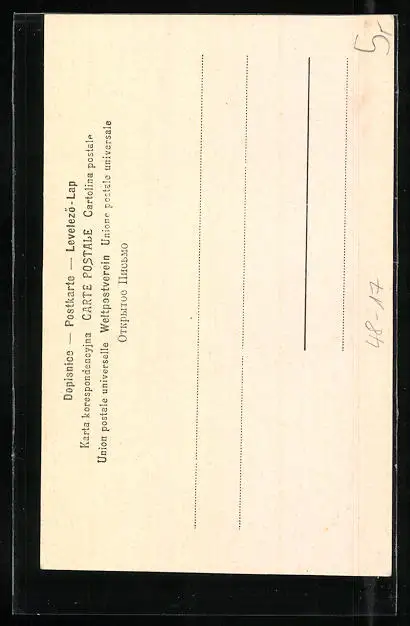 Dopisnice — Postkarte — Levelező-Lap
Karta korespondencyjna CARTE POSTALE Cartolina postale
Union postale universelle Weltpostverein Unione postale universale
Открытое Письмо
48-17